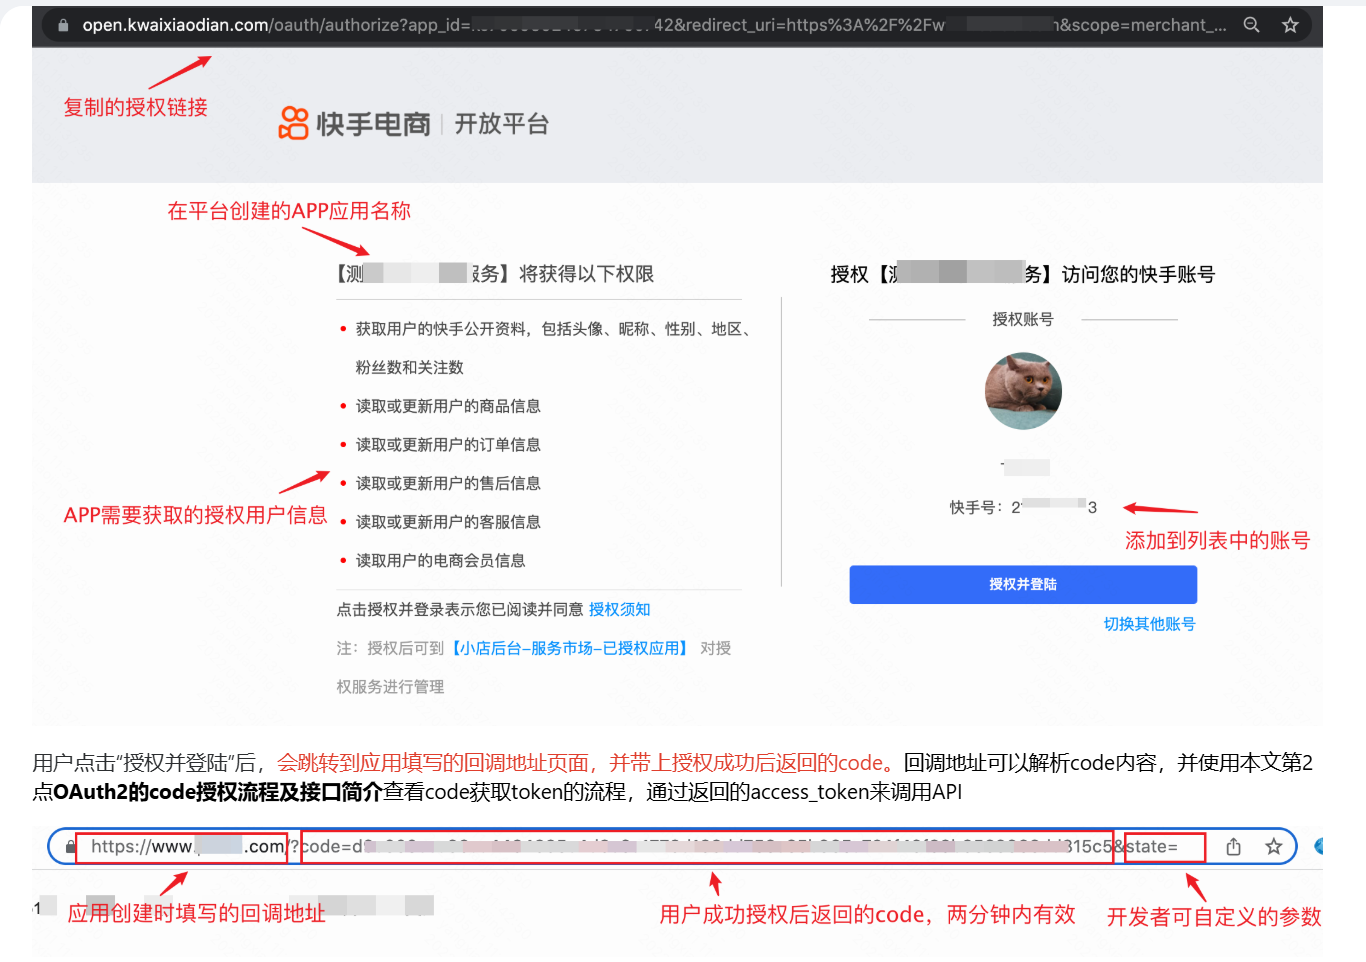 open.kwaixiaodian.com/oauth/authorize?app_id= 42&redirect_uri=https%3A%2F%2Fw n&scope=merchant_...
复制的授权链接
快手电商 | 开放平台
在平台创建的APP应用名称
【测 服务】将获得以下权限
授权【测 务】访问您的快手账号
授权账号
获取用户的快手公开资料，包括头像、昵称、性别、地区、
粉丝数和关注数
读取或更新用户的商品信息
读取或更新用户的订单信息
读取或更新用户的售后信息
APP需要获取的授权用户信息
读取或更新用户的客服信息
读取用户的电商会员信息
快手号：2 3
添加到列表中的账号
授权并登陆
切换其他账号
点击授权并登录表示您已阅读并同意 授权须知
注：授权后可到【小店后台-服务市场-已授权应用】 对授
权服务进行管理
用户点击“授权并登陆”后，会跳转到应用填写的回调地址页面，并带上授权成功后返回的code。回调地址可以解析code内容，并使用本文第2
点OAuth2的code授权流程及接口简介查看code获取token的流程，通过返回的access_token来调用API
https://www. .com/?code=d 315c5&state=
应用创建时填写的回调地址
用户成功授权后返回的code，两分钟内有效
开发者可自定义的参数